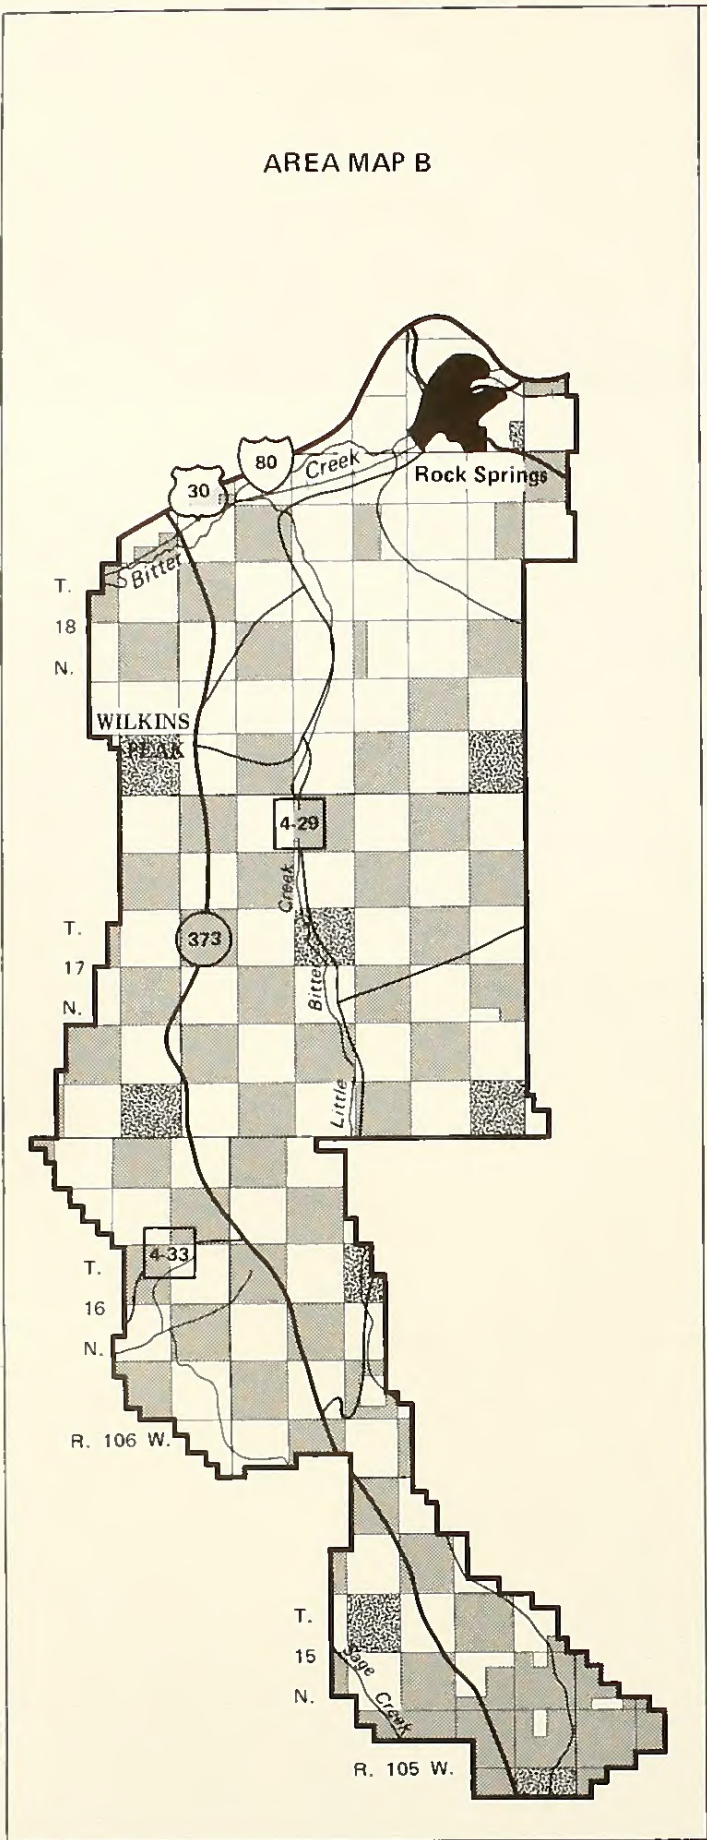 AREA MAP B
80
Creek
30
Rock Springs
Bitter
T.
18
N.
WILKINS
PEAK
4-29
Creek
T.
373
17
Bitter
N.
Little
4-33
T.
16
N.
R. 106 W.
T.
15
Sage
N.
Creek
R. 105 W.